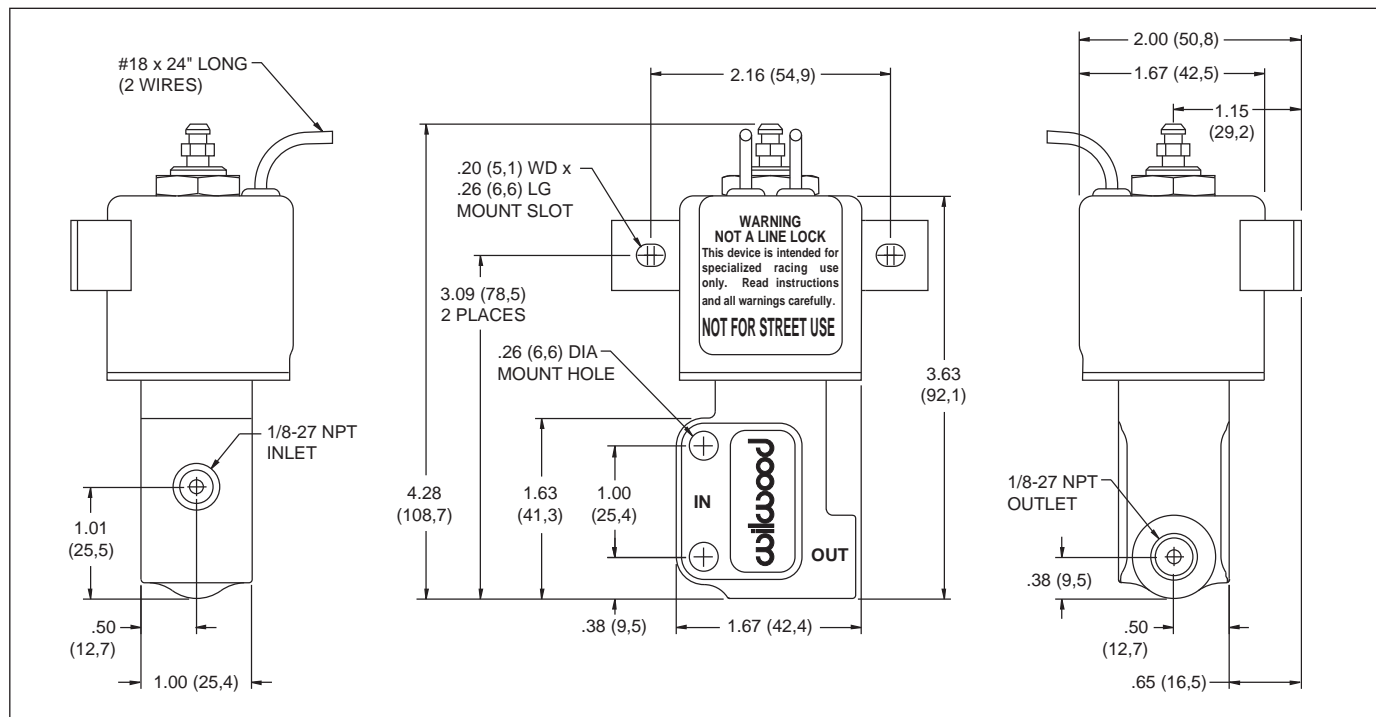 #18 x 24" LONG
(2 WIRES)
1/8-27 NPT
INLET
1.01
(25,5)
.50
(12,7)
1.00 (25,4)
2.16 (54,9)
.20 (5,1) WD x
.26 (6,6) LG
MOUNT SLOT
3.09 (78,5)
2 PLACES
.26 (6,6) DIA
MOUNT HOLE
WARNING
NOT A LINE LOCK
This device is intended for
specialized racing use
only. Read instructions
and all warnings carefully.
NOT FOR STREET USE
3.63
(92,1)
4.28
(108,7)
1.63
(41,3)
1.00
(25,4)
IN
wilwood
OUT
.38 (9,5)
1.67 (42,4)
2.00 (50,8)
1.67 (42,5)
1.15
(29,2)
1/8-27 NPT
OUTLET
.38 (9,5)
.50
(12,7)
.65 (16,5)